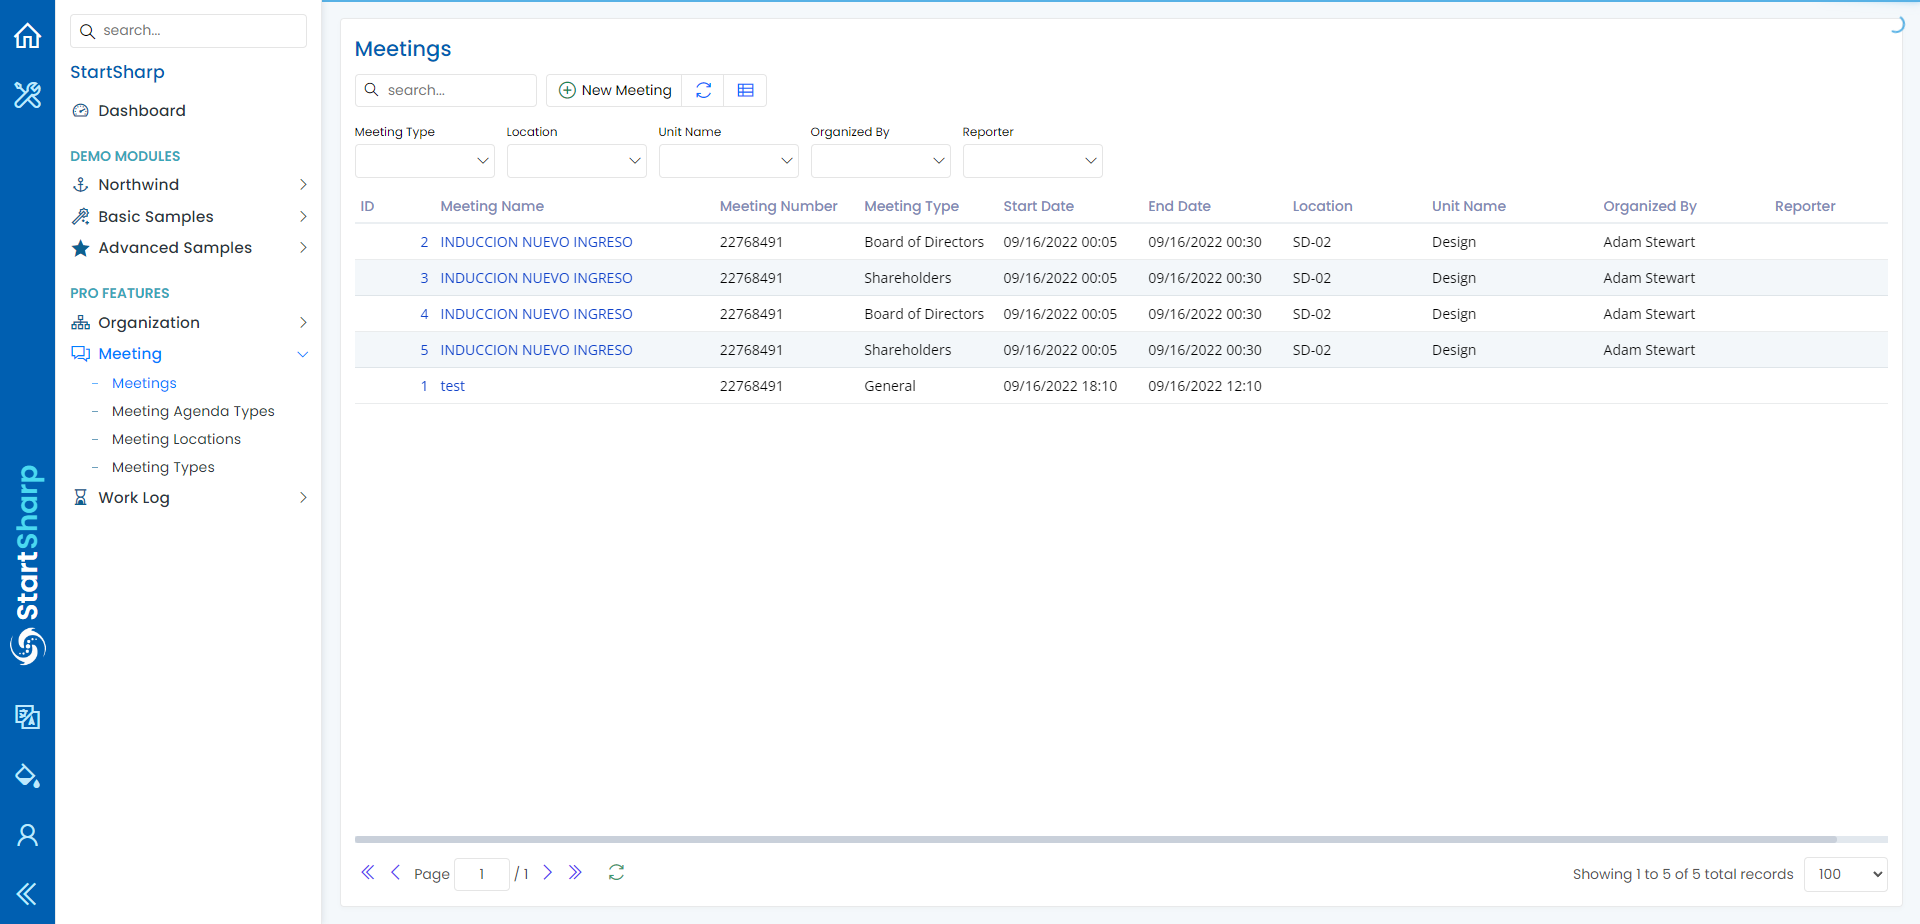 search...
StartSharp
Dashboard
DEMO MODULES
Northwind
Basic Samples
Advanced Samples
PRO FEATURES
Organization
Meeting
Meetings
Meeting Agenda Types
Meeting Locations
Meeting Types
Work Log
StartSharp
Meetings
search...
New Meeting
Meeting Type Location Unit Name Organized By Reporter
ID Meeting Name Meeting Number Meeting Type Start Date End Date Location Unit Name Organized By Reporter
2 INDUCCION NUEVO INGRESO 22768491 Board of Directors 09/16/2022 00:05 09/16/2022 00:30 SD-02 Design Adam Stewart
3 INDUCCION NUEVO INGRESO 22768491 Shareholders 09/16/2022 00:05 09/16/2022 00:30 SD-02 Design Adam Stewart
4 INDUCCION NUEVO INGRESO 22768491 Board of Directors 09/16/2022 00:05 09/16/2022 00:30 SD-02 Design Adam Stewart
5 INDUCCION NUEVO INGRESO 22768491 Shareholders 09/16/2022 00:05 09/16/2022 00:30 SD-02 Design Adam Stewart
1 test 22768491 General 09/16/2022 18:10 09/16/2022 12:10
Page 1 / 1
Showing 1 to 5 of 5 total records 100